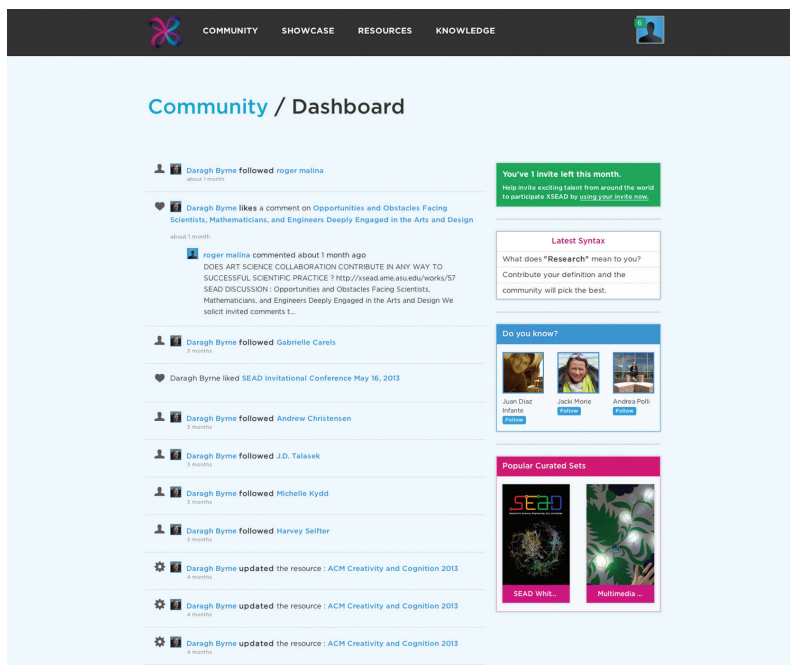 COMMUNITY SHOWCASE RESOURCES KNOWLEDGE
6
Community / Dashboard
Daragh Byrne followed roger malina
about 1 month
Daragh Byrne likes a comment on Opportunities and Obstacles Facing
Scientists, Mathematicians, and Engineers Deeply Engaged in the Arts and Design
about 1 month
roger malina commented about 1 month ago
DOES ART SCIENCE COLLABORATION CONTRIBUTE IN ANY WAY TO
SUCCESSFUL SCIENTIFIC PRACTICE ? http://xsead.ame.asu.edu/works/57
SEAD DISCUSSION : Opportunities and Obstacles Facing Scientists,
Mathematicians, and Engineers Deeply Engaged in the Arts and Design We
solicit invited comments t...
Daragh Byrne followed Gabrielle Carels
3 months
Daragh Byrne liked SEAD Invitational Conference May 16, 2013
Daragh Byrne followed Andrew Christensen
3 months
Daragh Byrne followed J.D. Talasek
3 months
Daragh Byrne followed Michelle Kydd
3 months
Daragh Byrne followed Harvey Seifter
3 months
Daragh Byrne updated the resource : ACM Creativity and Cognition 2013
4 months
Daragh Byrne updated the resource : ACM Creativity and Cognition 2013
4 months
Daragh Byrne updated the resource : ACM Creativity and Cognition 2013
4 months
You've 1 invite left this month.
Help invite exciting talent from around the world
to participate XSEAD by using your invite now.
Latest Syntax
What does "Research" mean to you?
Contribute your definition and the
community will pick the best.
Do you know?
Juan Diaz
Infante
Follow
Jacki Morie
Follow
Andrea Polli
Follow
Popular Curated Sets
SEAD
SEAD Whit...
Multimedia ...